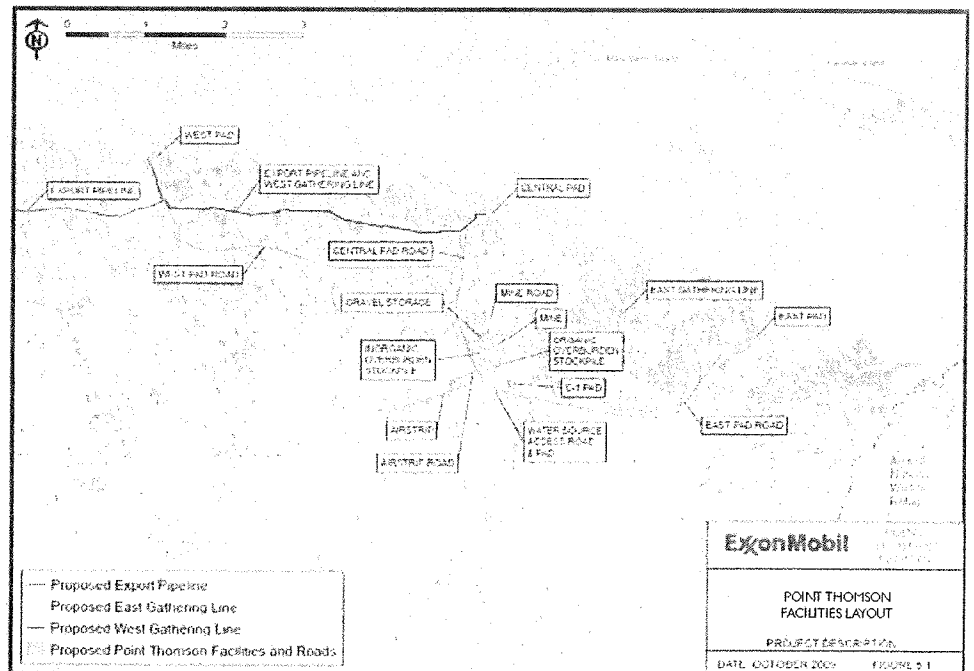 N
0 1 2 3
Miles
WEST PAD
EXPORT PIPELINE
EXPORT PIPELINE AND
WEST GATHERING LINE
CENTRAL PAD
CENTRAL PAD ROAD
WEST PAD ROAD
GRAVEL STORAGE
MINE ROAD
MINE
EAST GATHERING LINE
EAST PAD
INORGANIC
OVERBURDEN
STOCKPILE
ORGANIC
OVERBURDEN
STOCKPILE
C-1 PAD
AIRSTRIP
WATER SOURCE
ACCESS ROAD
& PAD
EAST PAD ROAD
AIRSTRIP ROAD
ExxonMobil
Proposed Export Pipeline
Proposed East Gathering Line
Proposed West Gathering Line
Proposed Point Thomson Facilities and Roads
POINT THOMSON
FACILITIES LAYOUT
PROJECT DESCRIPTION
DATE: OCTOBER 2009
FIGURE